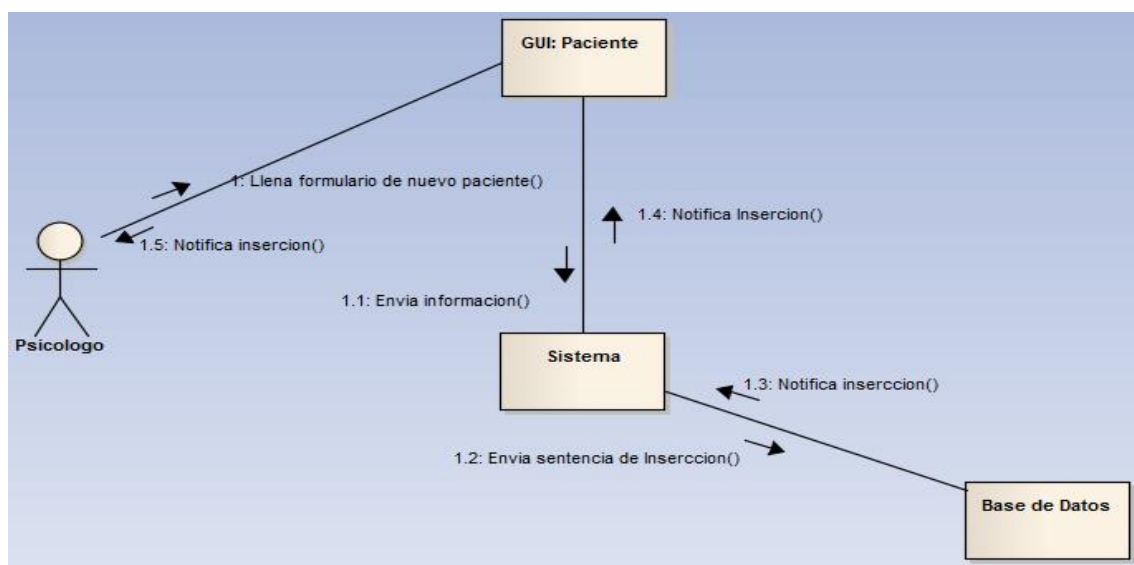 GUI: Paciente
1: Llena formulario de nuevo paciente()
1.4: Notifica Insercion()
1.5: Notifica insercion()
1.1: Envia informacion()
Psicologo
Sistema
1.3: Notifica inserccion()
1.2: Envia sentencia de Inserccion()
Base de Datos